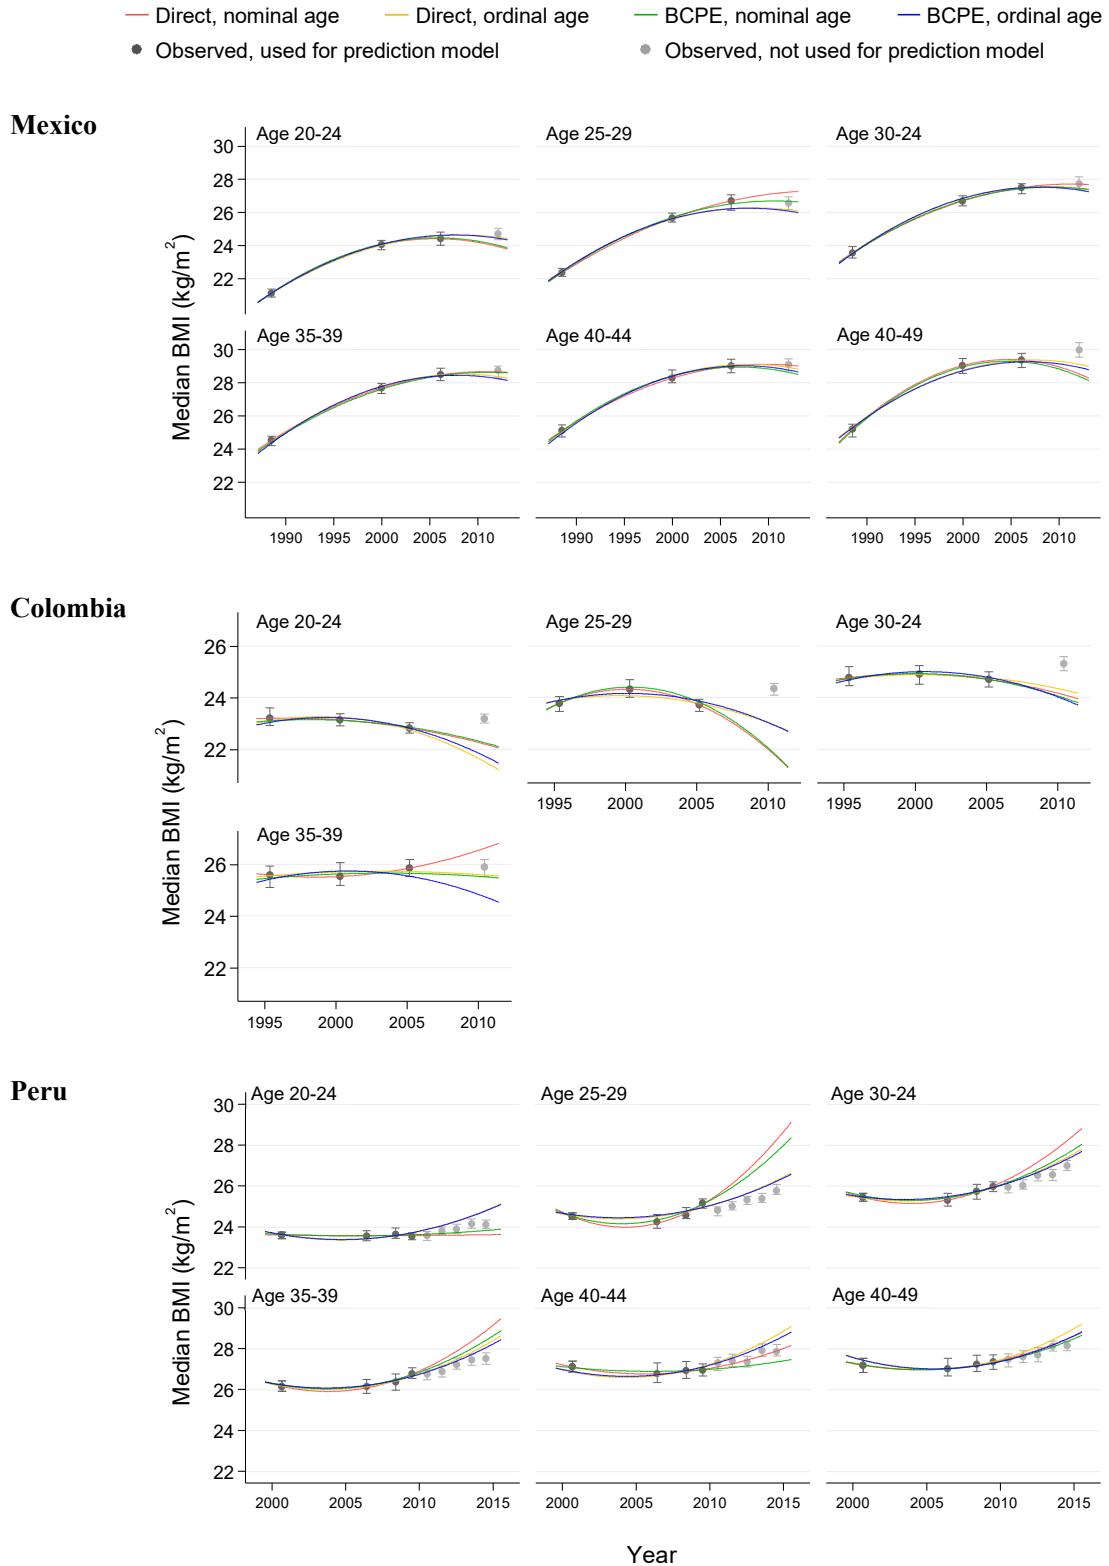 Direct, nominal age Direct, ordinal age BCPE, nominal age BCPE, ordinal age
Observed, used for prediction model Observed, not used for prediction model
Mexico
Age 20-24 Age 25-29 Age 30-24
30
28
26
24
22
Age 35-39 Age 40-44 Age 40-49
30
28
26
24
22
Median BMI (kg/m2)
1990 1995 2000 2005 2010 1990 1995 2000 2005 2010 1990 1995 2000 2005 2010
Colombia
Age 20-24 Age 25-29 Age 30-24
26
24
22
1995 2000 2005 2010 1995 2000 2005 2010
Age 35-39
26
24
22
Median BMI (kg/m2)
1995 2000 2005 2010
Peru
Age 20-24 Age 25-29 Age 30-24
30
28
26
24
22
Age 35-39 Age 40-44 Age 40-49
30
28
26
24
22
Median BMI (kg/m2)
2000 2005 2010 2015 2000 2005 2010 2015 2000 2005 2010 2015
Year